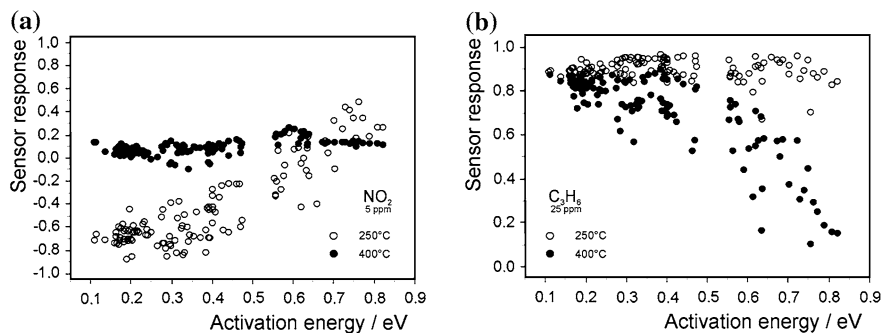 (a)
Sensor response
1.0
0.8
0.6
0.4
0.2
0.0
-0.2
-0.4
-0.6
-0.8
-1.0
NO₂
5 ppm
250°C
400°C
0.1 0.2 0.3 0.4 0.5 0.6 0.7 0.8 0.9
Activation energy / eV
(b)
Sensor response
1.0
0.8
0.6
0.4
0.2
0.0
C₃H₆
25 ppm
250°C
400°C
0.1 0.2 0.3 0.4 0.5 0.6 0.7 0.8 0.9
Activation energy / eV